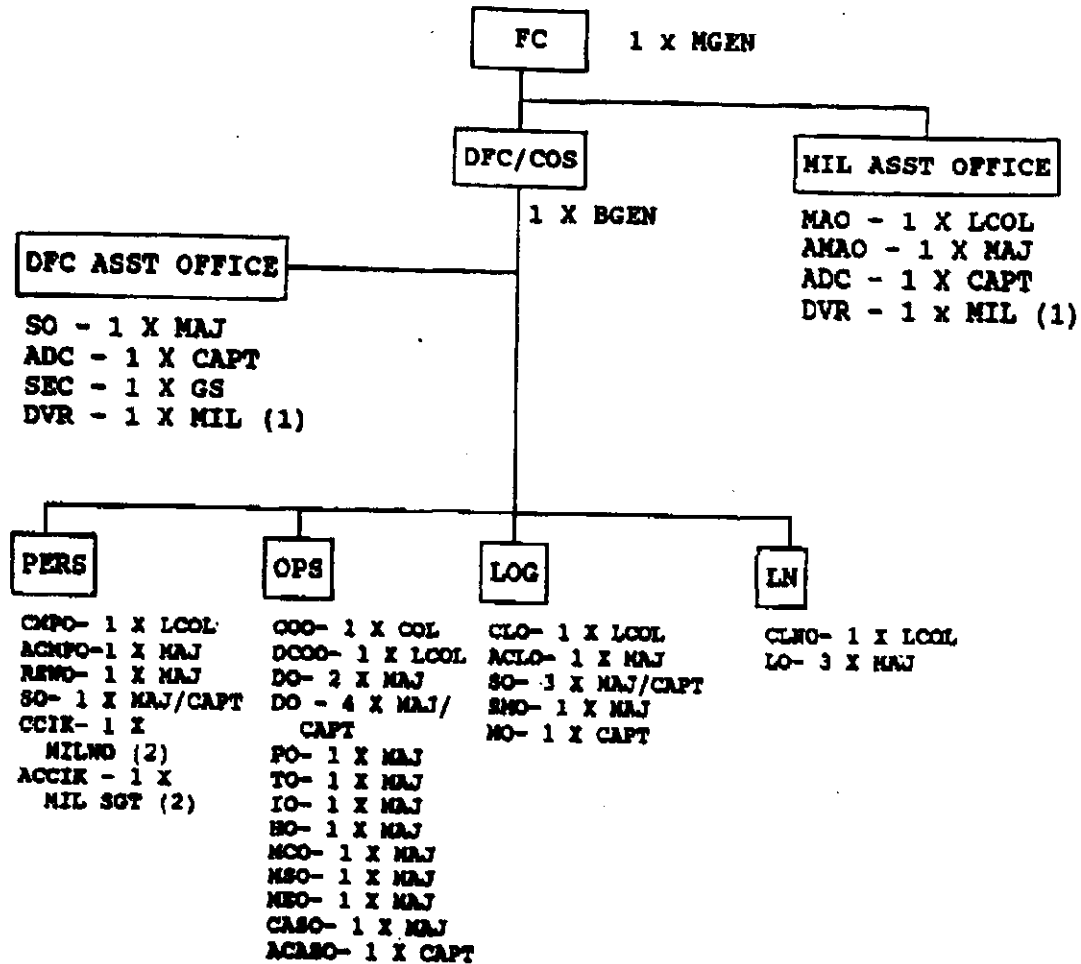 FC 1 X MGEN
DFC/COS
1 X BGEN
MIL ASST OFFICE
MAO - 1 X LCOL
AMAO - 1 X MAJ
ADC - 1 X CAPT
DVR - 1 x MIL (1)
DFC ASST OFFICE
SO - 1 X MAJ
ADC - 1 X CAPT
SEC - 1 X GS
DVR - 1 X MIL (1)
PERS
CMPO- 1 X LCOL
ACMPO-1 X MAJ
REWO- 1 X MAJ
SO- 1 X MAJ/CAPT
CCIK- 1 X
MILWO (2)
ACCIK - 1 X
MIL SGT (2)
OPS
COO- 1 X COL
DCOO- 1 X LCOL
DO- 2 X MAJ
DO - 4 X MAJ/
CAPT
PO- 1 X MAJ
TO- 1 X MAJ
IO- 1 X MAJ
HO- 1 X MAJ
MCO- 1 X MAJ
MSO- 1 X MAJ
MEO- 1 X MAJ
CASO- 1 X MAJ
ACASO- 1 X CAPT
LOG
CLO- 1 X LCOL
ACLO- 1 X MAJ
SO- 3 X MAJ/CAPT
SMO- 1 X MAJ
MO- 1 X CAPT
LN
CLNO- 1 X LCOL
LO- 3 X MAJ